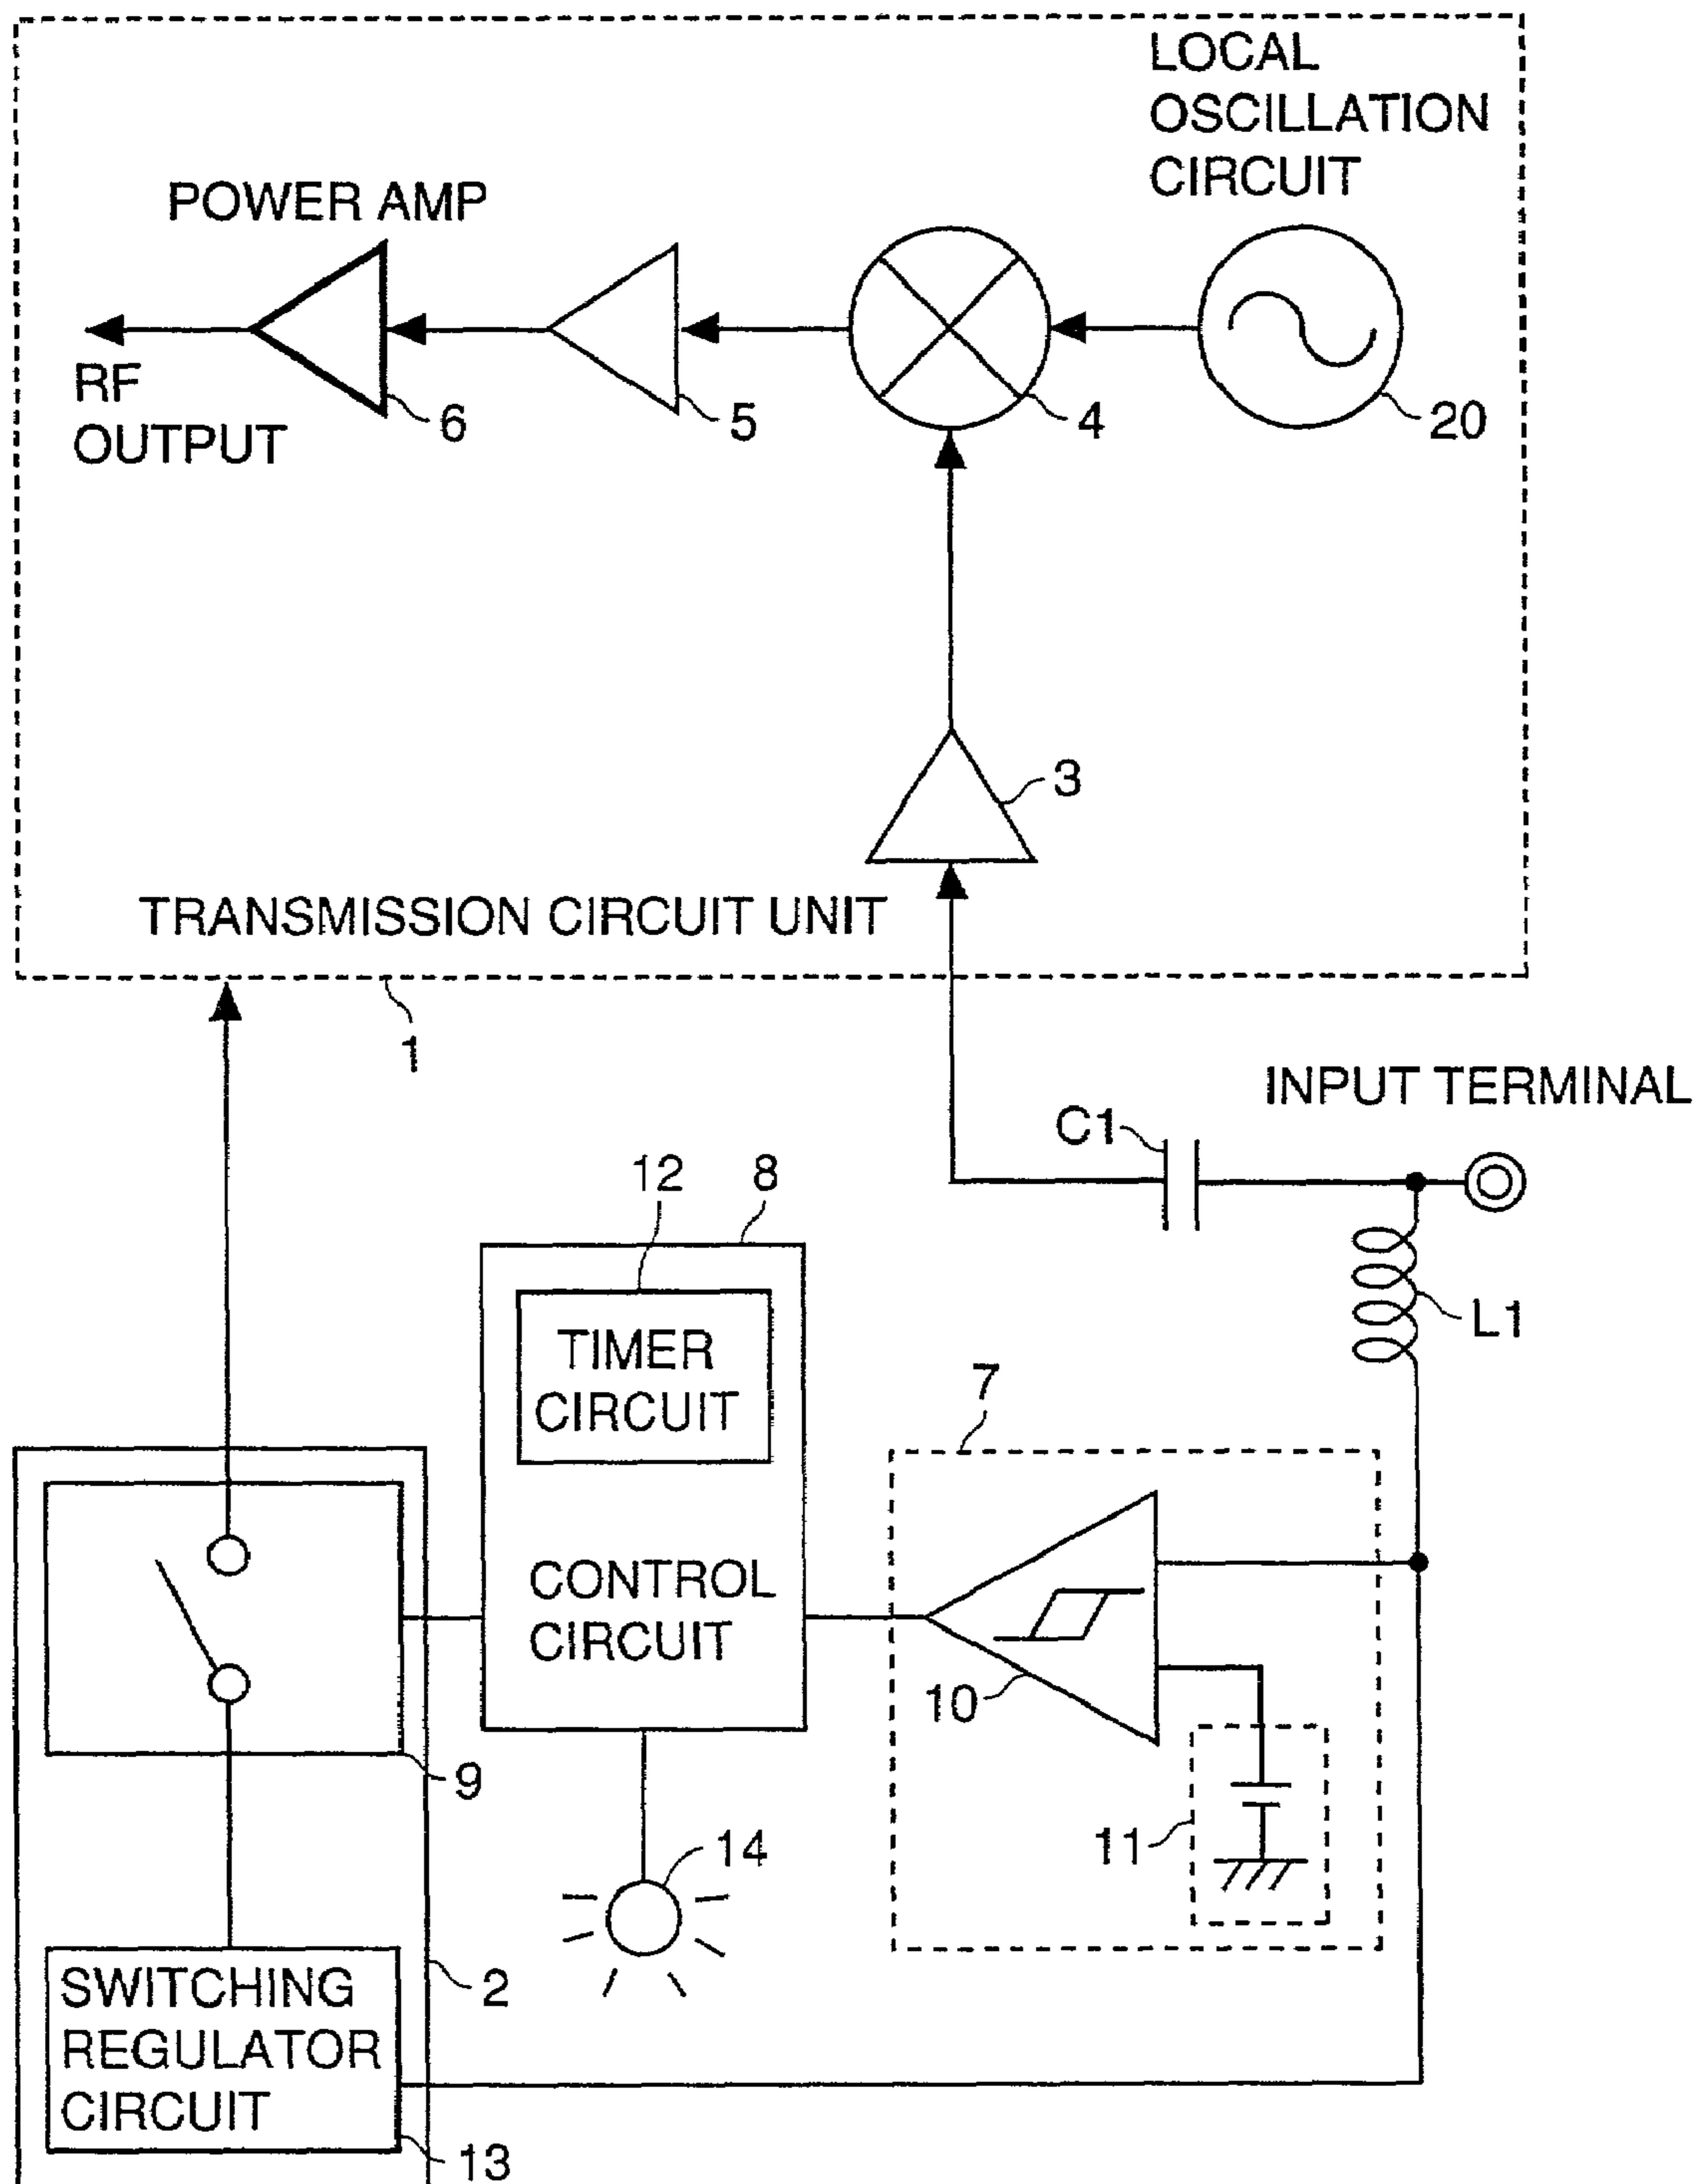 LOCAL
OSCILLATION
CIRCUIT
POWER AMP
RF
OUTPUT
6
5
4
20
3
TRANSMISSION CIRCUIT UNIT
1
INPUT TERMINAL
C1
12
8
L1
TIMER
CIRCUIT
7
CONTROL
CIRCUIT
10
9
11
14
SWITCHING
REGULATOR
CIRCUIT
2
13